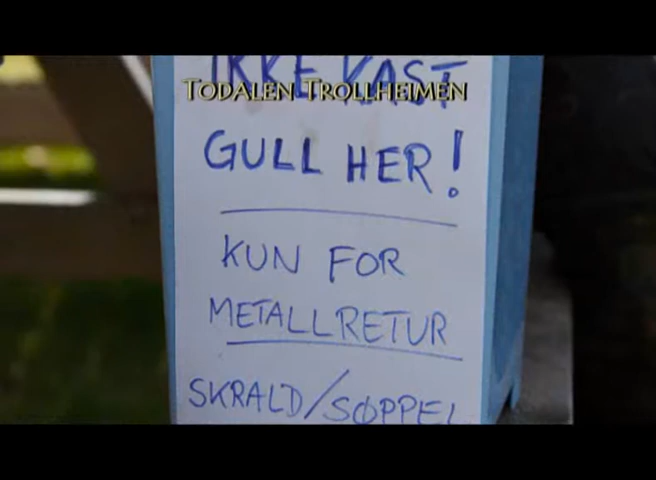 IKKE KAST
TODALEN TROLLHEIMEN
GULL HER!
KUN FOR
METALLRETUR
SKRALD/SØPPEL